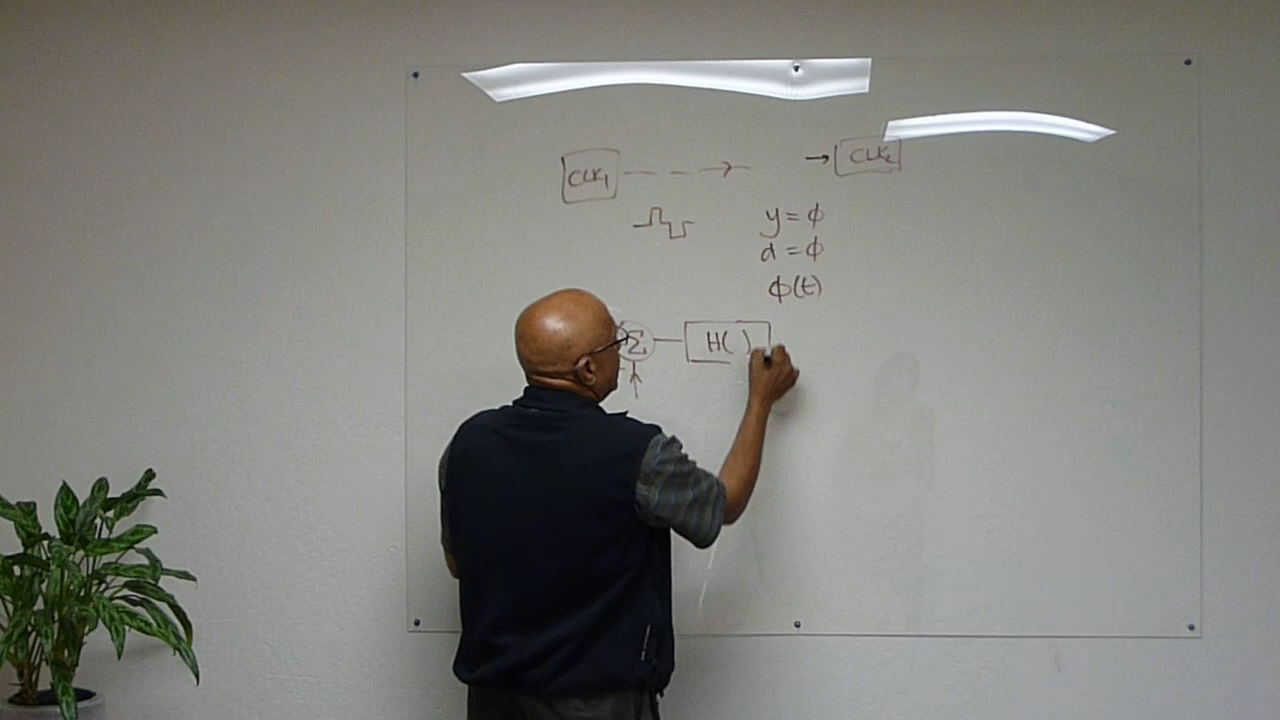 CLK1 CLK2
y = ϕ
d = ϕ
ϕ(t)
Σ H( )